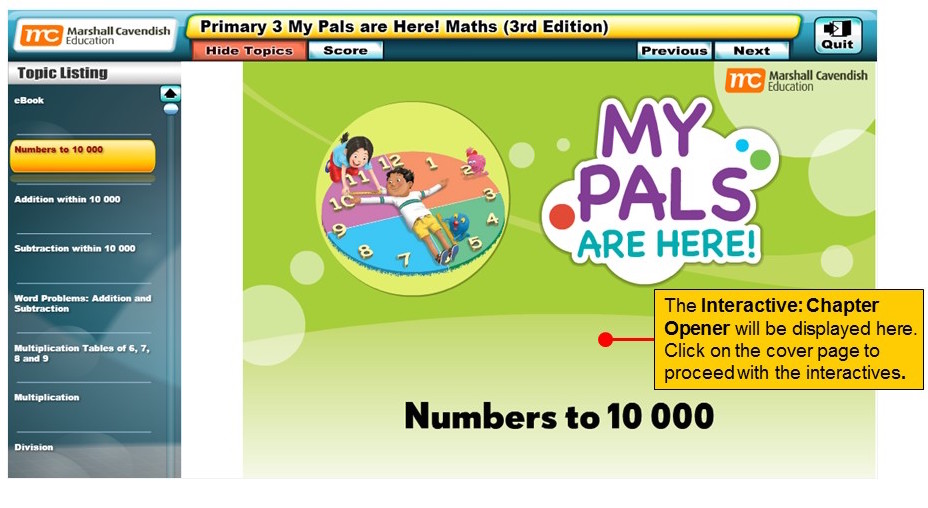 mc Marshall Cavendish
Education
Primary 3 My Pals are Here! Maths (3rd Edition)
Hide Topics
Score
Previous
Next
Quit
Topic Listing
eBook
Numbers to 10 000
Addition within 10 000
Subtraction within 10 000
Word Problems: Addition and
Subtraction
Multiplication Tables of 6, 7,
8 and 9
Multiplication
Division
mc Marshall Cavendish
Education
12
1
2
3
4
5
7
8
9
10
11
MY
PALS
ARE HERE!
The Interactive: Chapter
Opener will be displayed here.
Click on the cover page to
proceed with the interactives.
Numbers to 10 000